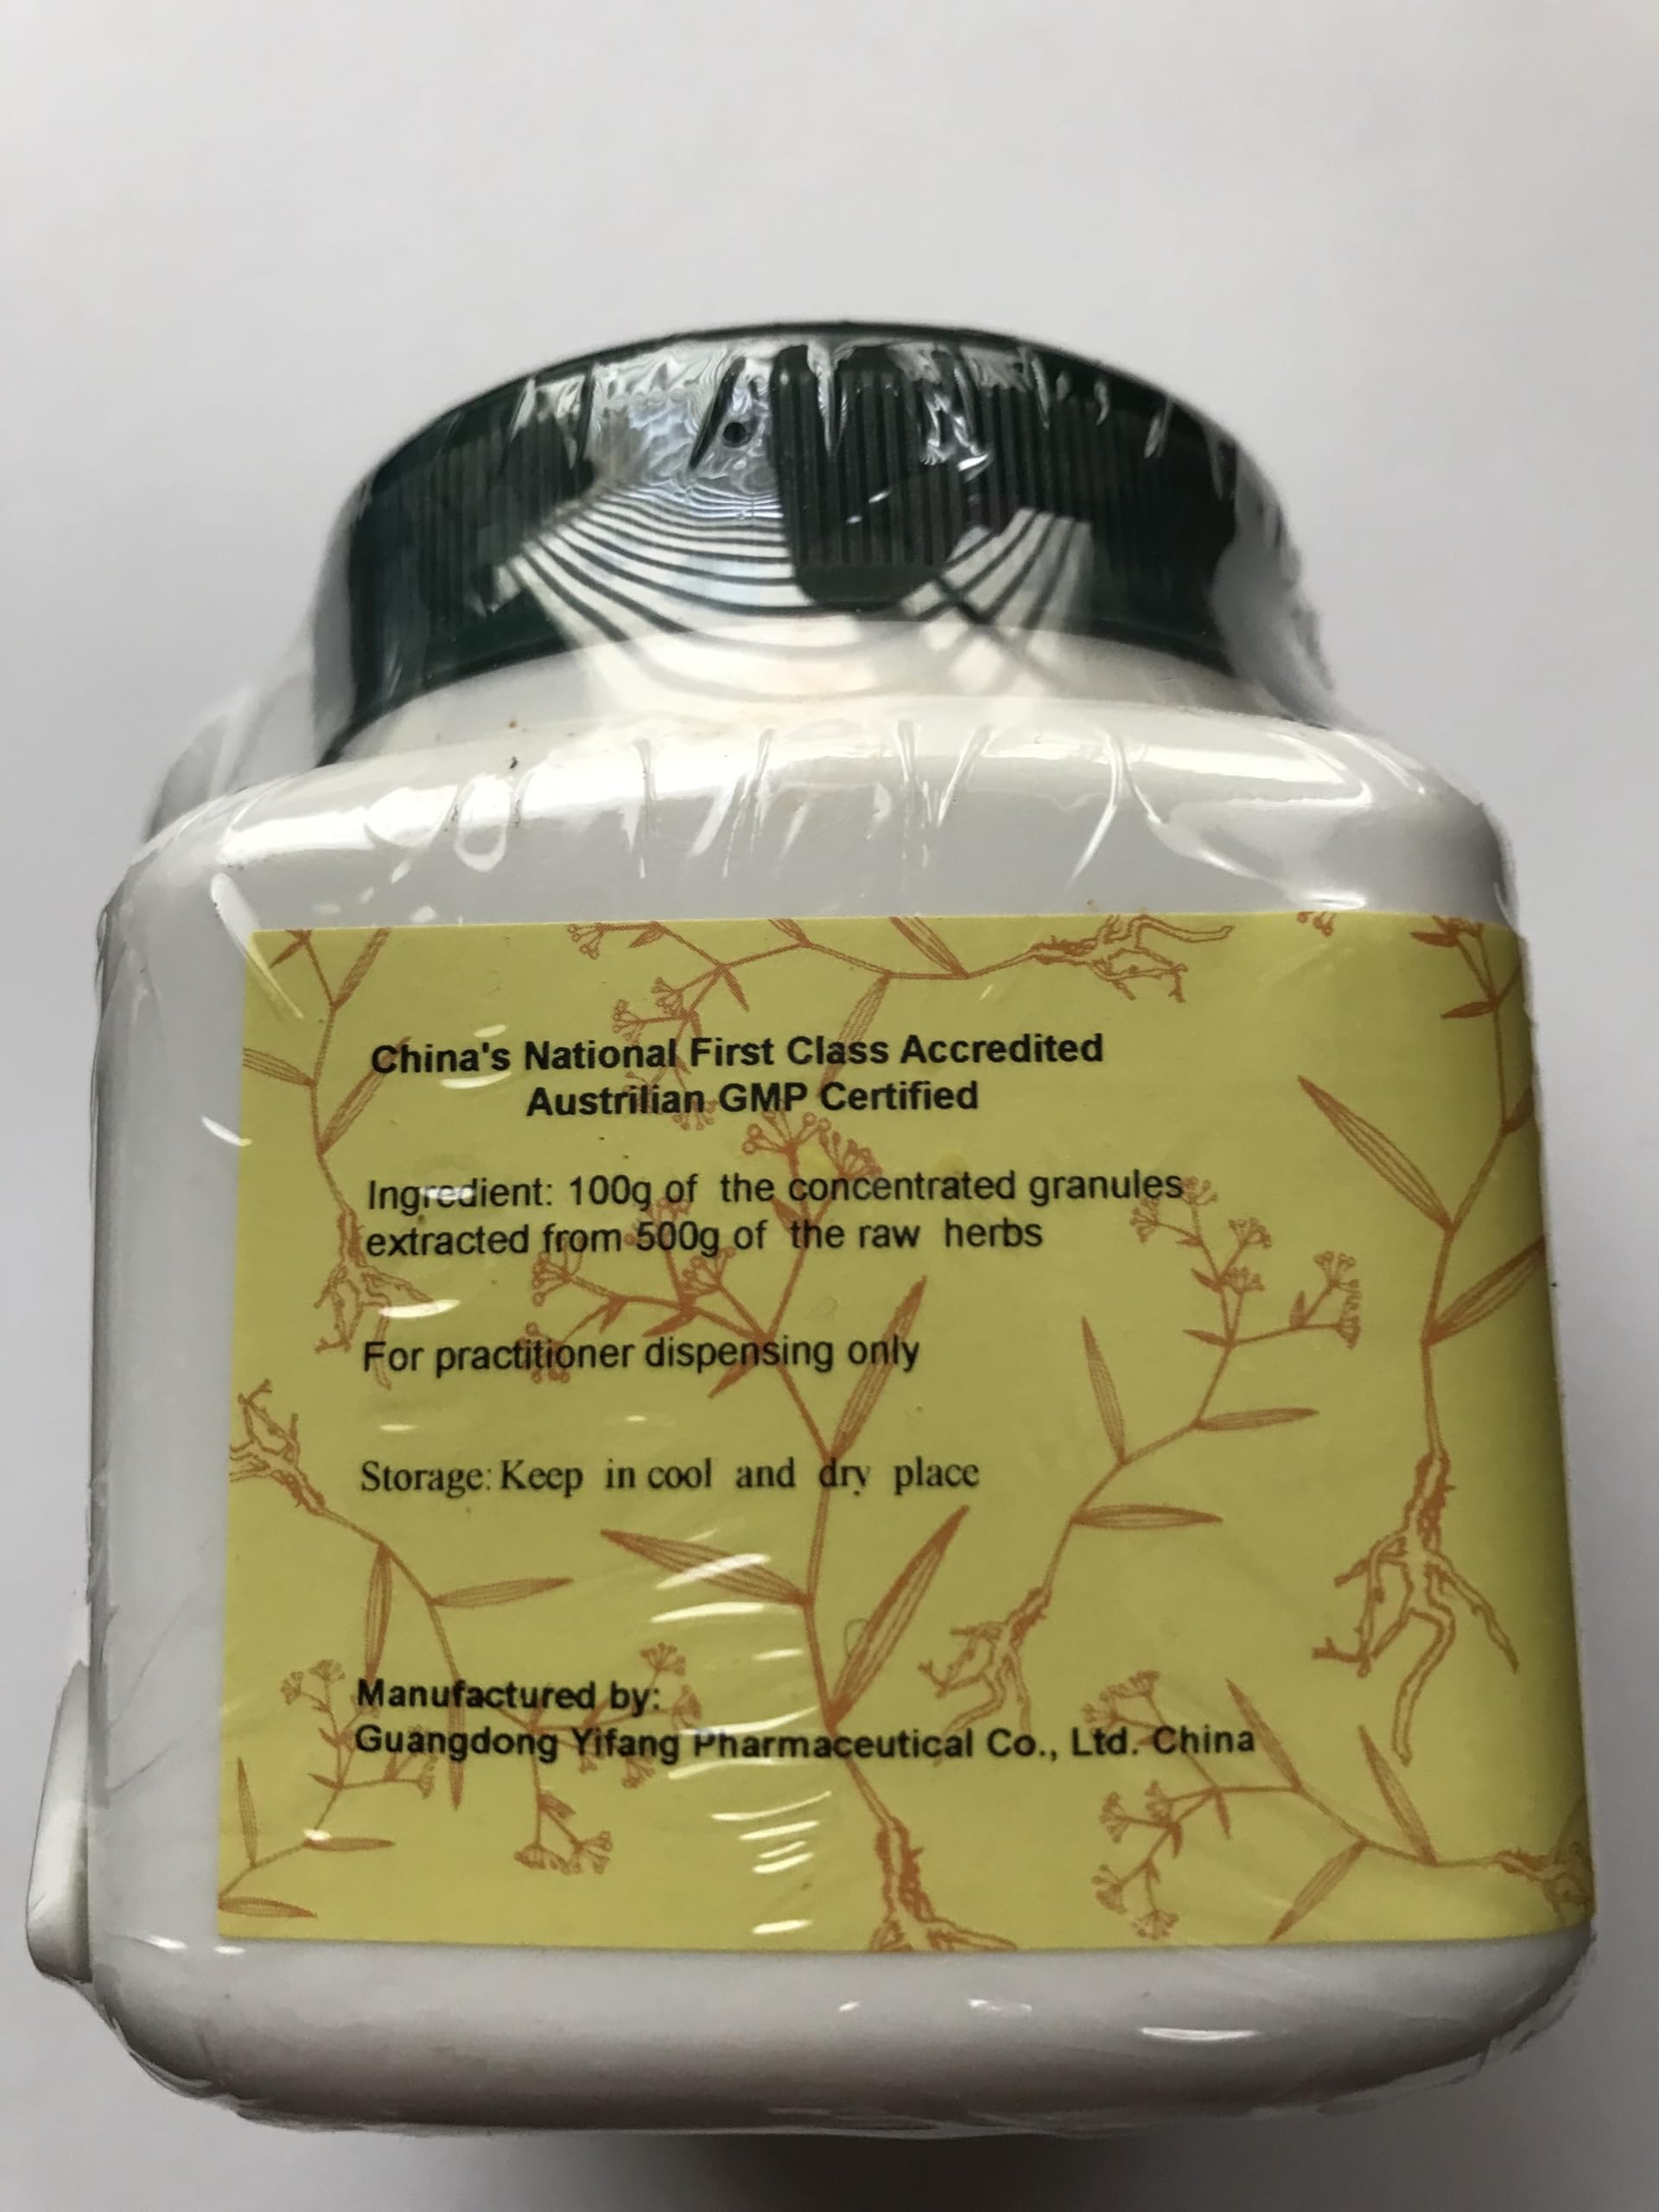 China's National First Class Accredited
Austrilian GMP Certified
Ingredient: 100g of the concentrated granules
extracted from 500g of the raw herbs
For practitioner dispensing only
Storage: Keep in cool and dry place
Manufactured by:
Guangdong Yifang Pharmaceutical Co., Ltd. China